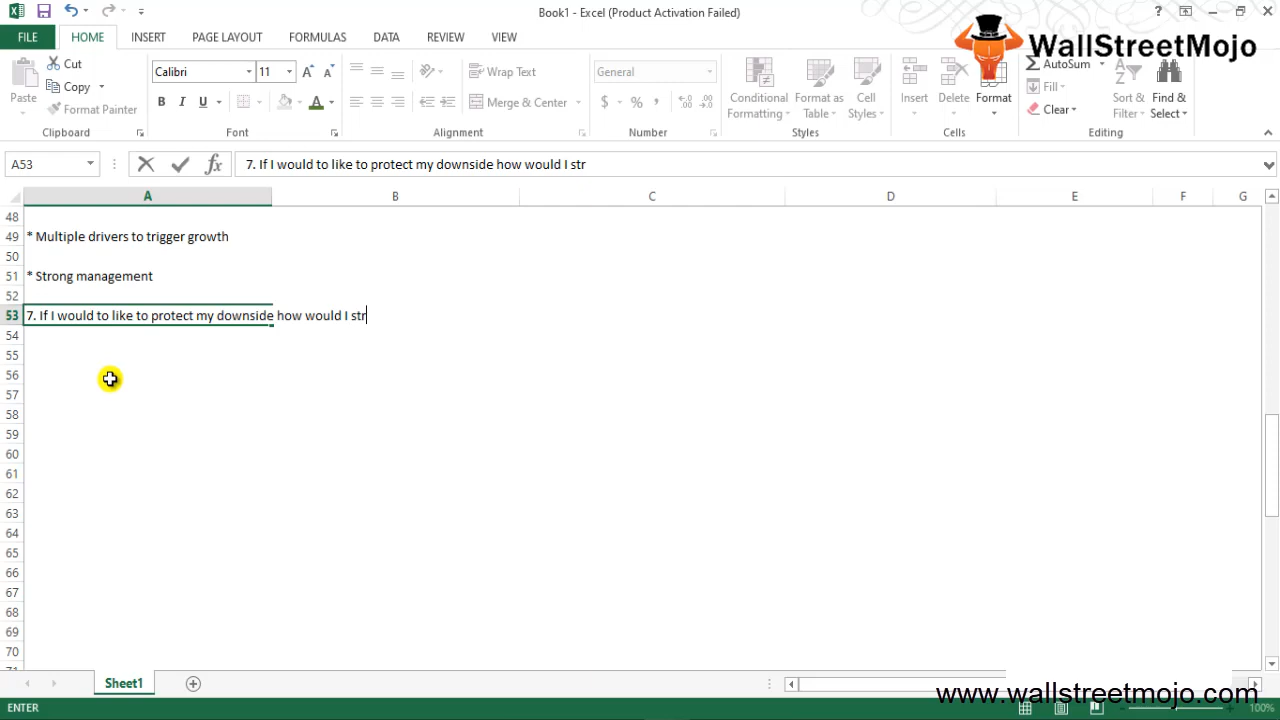 Book1 - Excel (Product Activation Failed)
FILE HOME INSERT PAGE LAYOUT FORMULAS DATA REVIEW VIEW
WallStreetMojo
Paste
Cut
Copy
Format Painter
Clipboard
Calibri 11
B I U
Font
Wrap Text
Merge & Center
Alignment
General
$ % ,
Number
Conditional Formatting
Format as Table
Cell Styles
Styles
Insert
Delete
Format
Cells
AutoSum
Fill
Clear
Sort & Filter
Find & Select
Editing
A53
fx
7. If I would to like to protect my downside how would I str
A B C D E F G
48
49 * Multiple drivers to trigger growth
50
51 * Strong management
52
53 7. If I would to like to protect my downside how would I str
54
55
56
57
58
59
60
61
62
63
64
65
66
67
68
69
70
71
Sheet1
www.wallstreetmojo.com
ENTER
100%